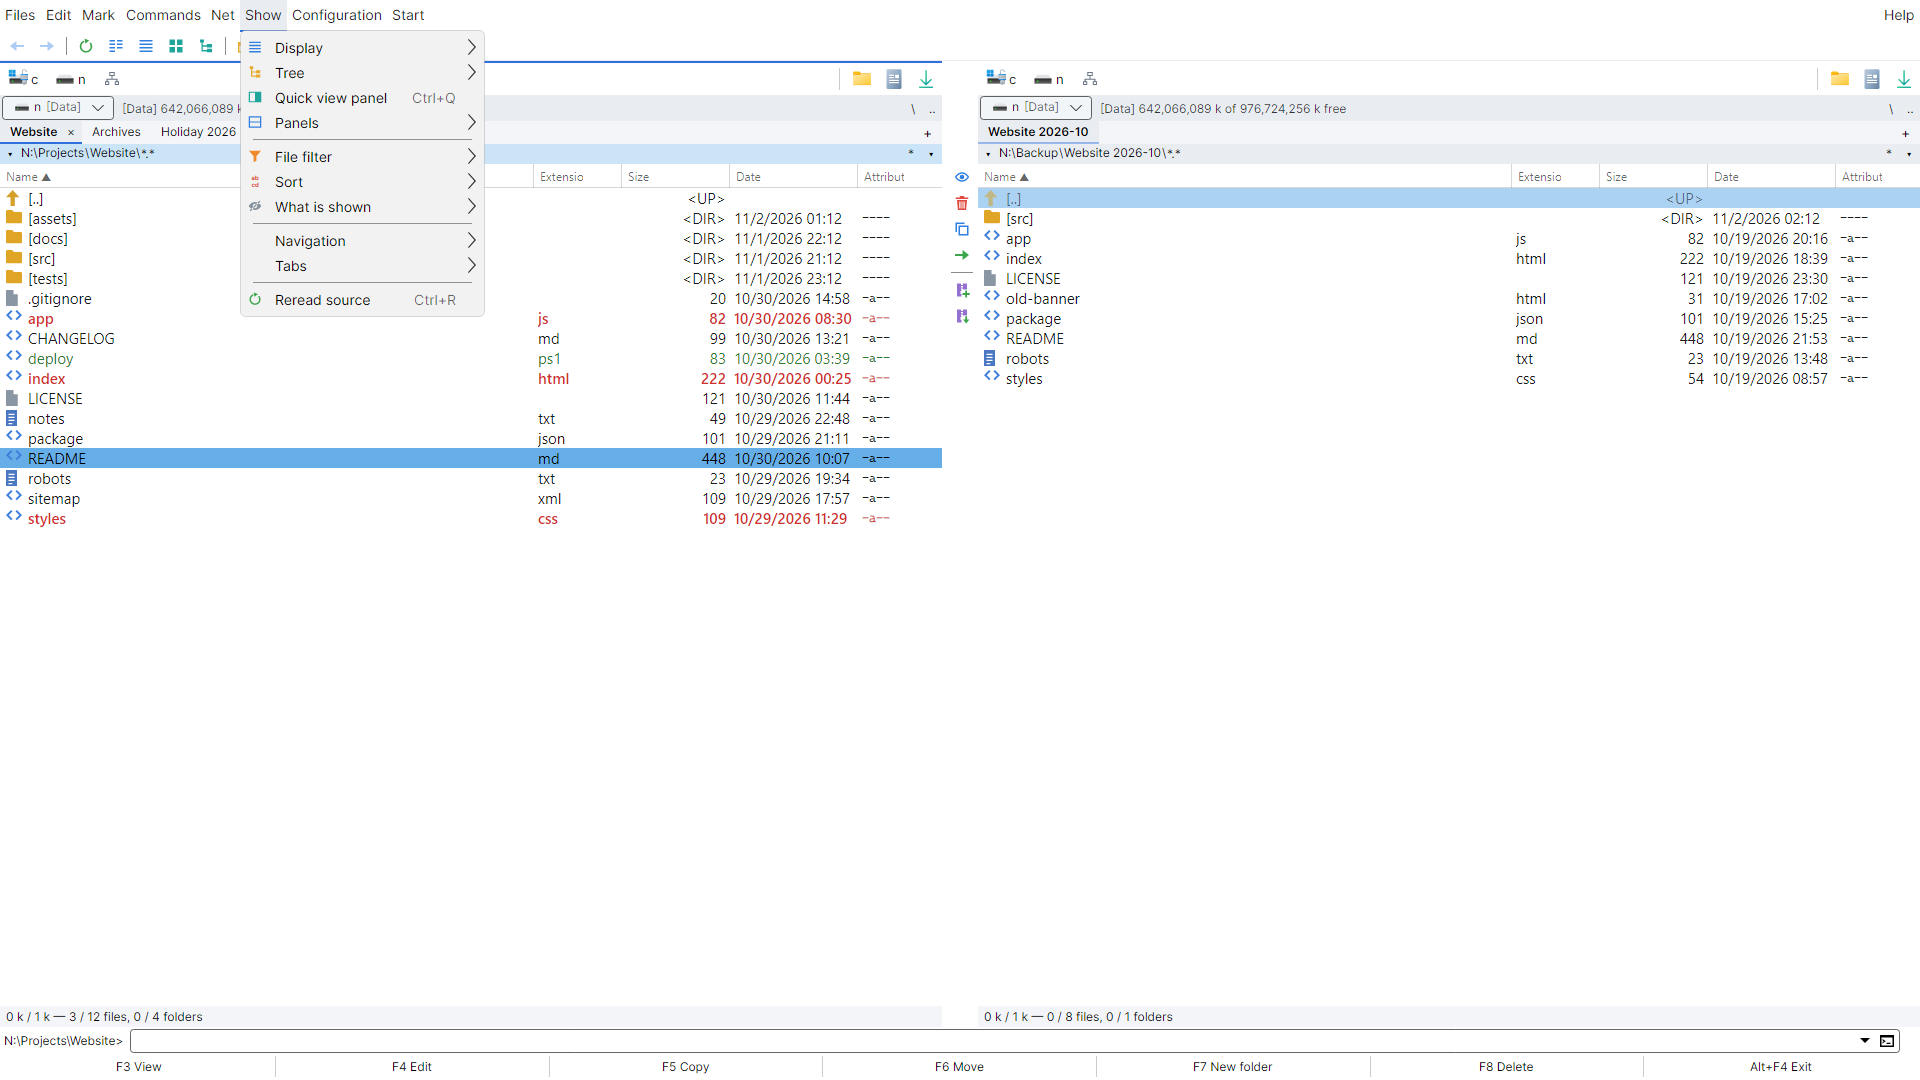 Files Edit Mark Commands Net Show Configuration Start Help
c n c n
n [Data] [Data] 642,066,089 k \ .. n [Data] [Data] 642,066,089 k of 976,724,256 k free \ ..
Website × Archives Holiday 2026 + Website 2026-10 +
N:\Projects\Website\*.* * N:\Backup\Website 2026-10\*.* *
Display
Tree
Quick view panel Ctrl+Q
Panels
File filter
Sort
What is shown
Navigation
Tabs
Reread source Ctrl+R
Name Extensio Size Date Attribut
[..] <UP>
[assets] <DIR> 11/2/2026 01:12 ----
[docs] <DIR> 11/1/2026 22:12 ----
[src] <DIR> 11/1/2026 21:12 ----
[tests] <DIR> 11/1/2026 23:12 ----
.gitignore 20 10/30/2026 14:58 -a--
app js 82 10/30/2026 08:30 -a--
CHANGELOG md 99 10/30/2026 13:21 -a--
deploy ps1 83 10/30/2026 03:39 -a--
index html 222 10/30/2026 00:25 -a--
LICENSE 121 10/30/2026 11:44 -a--
notes txt 49 10/29/2026 22:48 -a--
package json 101 10/29/2026 21:11 -a--
README md 448 10/30/2026 10:07 -a--
robots txt 23 10/29/2026 19:34 -a--
sitemap xml 109 10/29/2026 17:57 -a--
styles css 109 10/29/2026 11:29 -a--
Name Extensio Size Date Attribut
[..] <UP>
[src] <DIR> 11/2/2026 02:12 ----
app js 82 10/19/2026 20:16 -a--
index html 222 10/19/2026 18:39 -a--
LICENSE 121 10/19/2026 23:30 -a--
old-banner html 31 10/19/2026 17:02 -a--
package json 101 10/19/2026 15:25 -a--
README md 448 10/19/2026 21:53 -a--
robots txt 23 10/19/2026 13:48 -a--
styles css 54 10/19/2026 08:57 -a--
0 k / 1 k — 3 / 12 files, 0 / 4 folders 0 k / 1 k — 0 / 8 files, 0 / 1 folders
N:\Projects\Website>
F3 View F4 Edit F5 Copy F6 Move F7 New folder F8 Delete Alt+F4 Exit